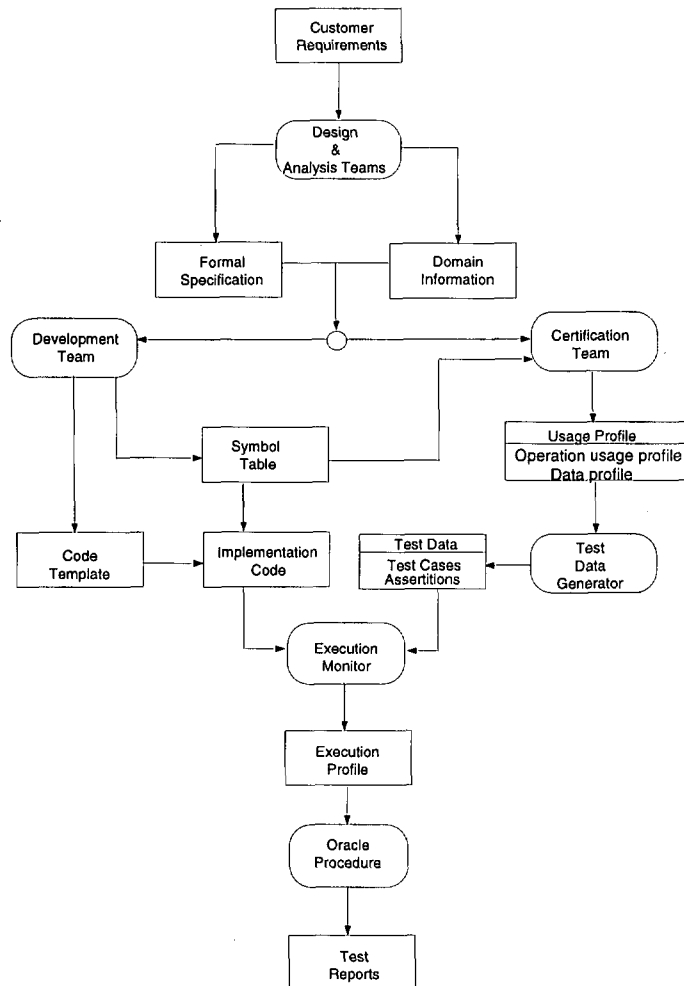 Customer
Requirements
Design
&
Analysis Teams
Formal
Specification
Domain
Information
Development
Team
Certification
Team
Symbol
Table
Usage Profile
Operation usage profile
Data profile
Code
Template
Implementation
Code
Test Data
Test Cases
Assertitions
Test
Data
Generator
Execution
Monitor
Execution
Profile
Oracle
Procedure
Test
Reports